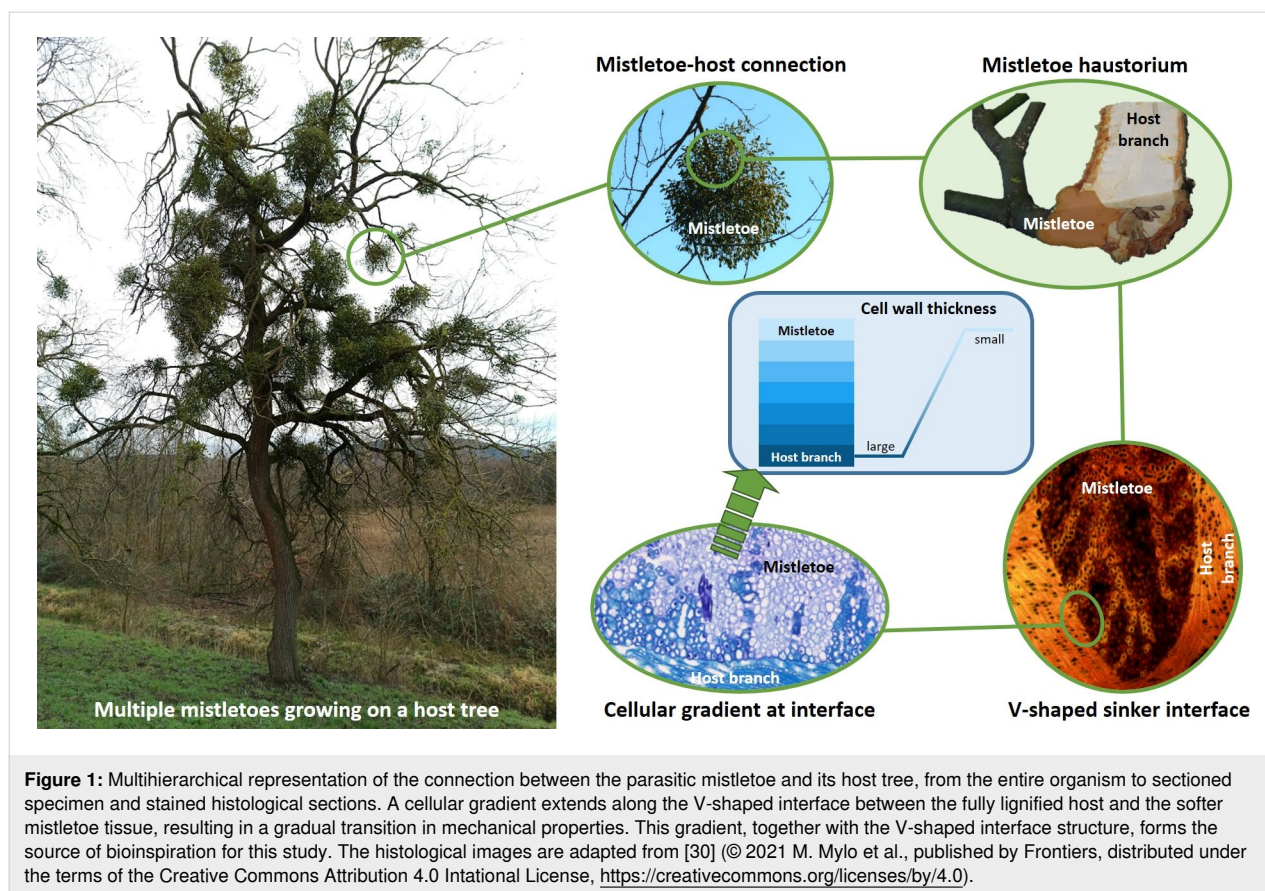 Mistletoe-host connection
Mistletoe haustorium
Host
branch
Mistletoe
Mistletoe
Cell wall thickness
Mistletoe
small
large
Host branch
Mistletoe
Host
branch
Mistletoe
Host branch
Multiple mistletoes growing on a host tree
Cellular gradient at interface
V-shaped sinker interface
Figure 1: Multihierarchical representation of the connection between the parasitic mistletoe and its host tree, from the entire organism to sectioned
specimen and stained histological sections. A cellular gradient extends along the V-shaped interface between the fully lignified host and the softer
mistletoe tissue, resulting in a gradual transition in mechanical properties. This gradient, together with the V-shaped interface structure, forms the
source of bioinspiration for this study. The histological images are adapted from [30] (© 2021 M. Mylo et al., published by Frontiers, distributed under
the terms of the Creative Commons Attribution 4.0 Intational License, https://creativecommons.org/licenses/by/4.0).